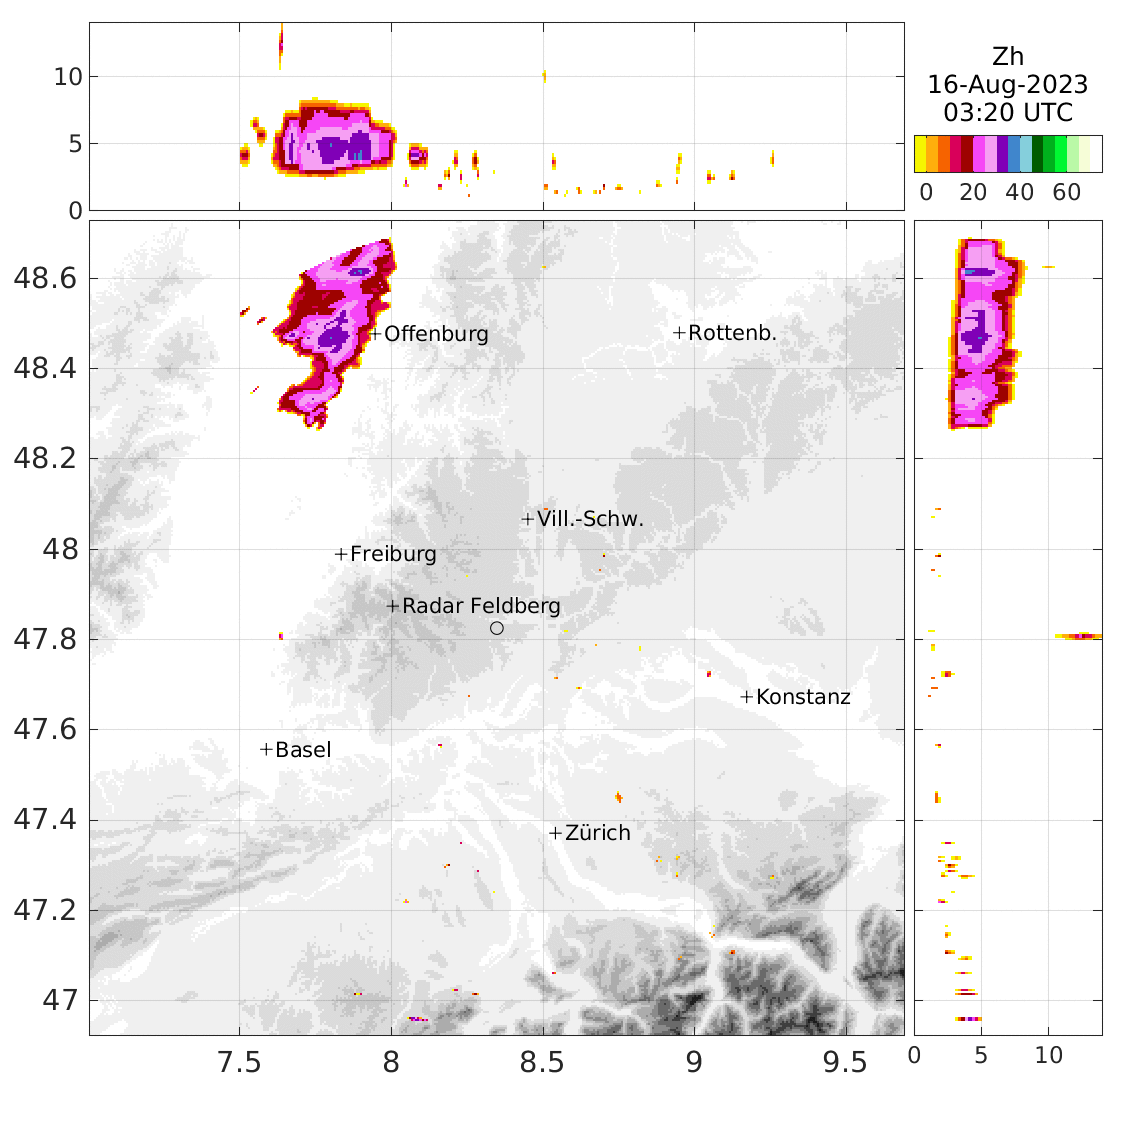 Zh
16-Aug-2023
03:20 UTC
10
5
0
0 20 40 60
48.6
48.4
48.2
48
47.8
47.6
47.4
47.2
47
Offenburg
Rottenb.
Vill.-Schw.
Freiburg
Radar Feldberg
Konstanz
Basel
Zürich
7.5 8 8.5 9 9.5
0 5 10